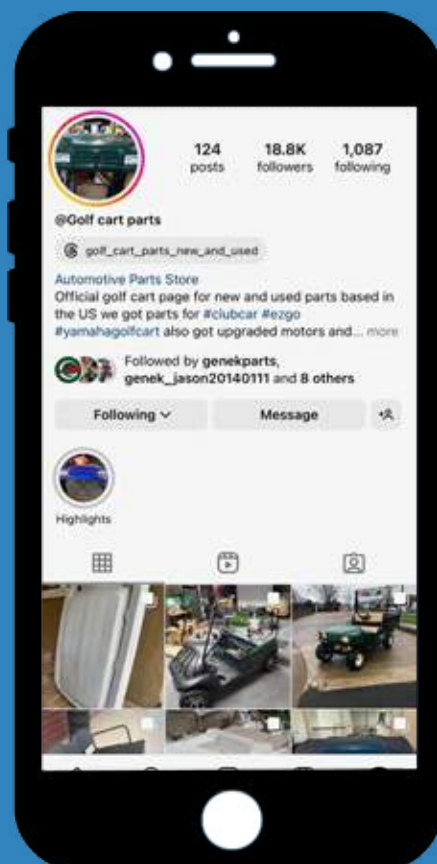 124 18.8K 1,087
posts followers following
@Golf cart parts
golf_cart_parts_new_and_used
Automotive Parts Store
Official golf cart page for new and used parts based in
the US we got parts for #clubcar #ezgo
#yamahagolfcart also got upgraded motors and... more
Followed by genekparts,
genek_jason20140111 and 8 others
Following
Message
Highlights